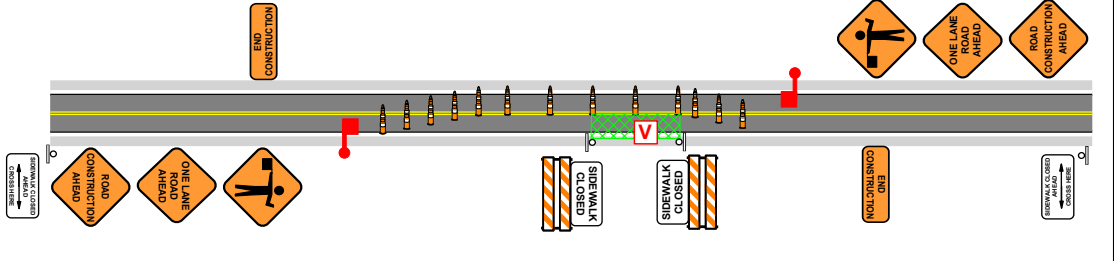 END
CONSTRUCTION
ONE LANE
ROAD
AHEAD
ROAD
CONSTRUCTION
AHEAD
V
SIDEWALK CLOSED
AHEAD
CROSS HERE
ROAD
CONSTRUCTION
AHEAD
ONE LANE
ROAD
AHEAD
SIDEWALK
CLOSED
SIDEWALK
CLOSED
END
CONSTRUCTION
SIDEWALK CLOSED
AHEAD
CROSS HERE